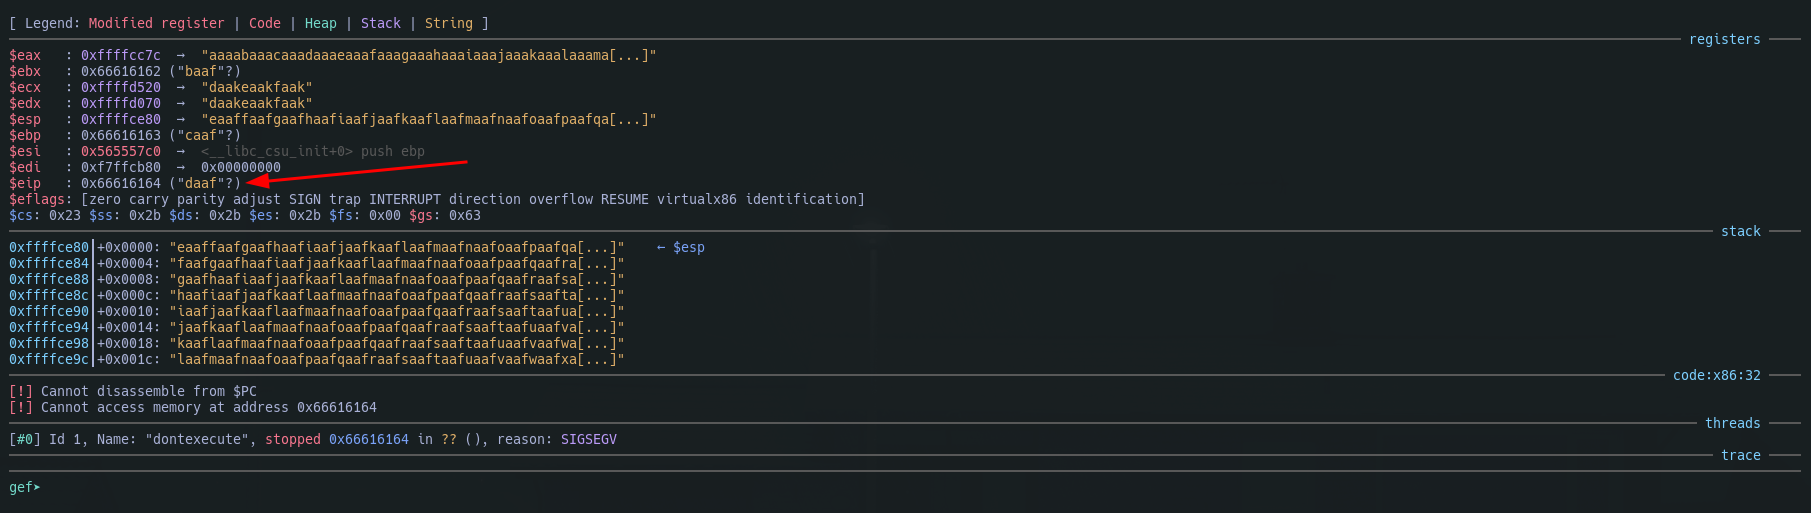 [ Legend: Modified register | Code | Heap | Stack | String ]
registers
$eax   : 0xffffcc7c  →  "aaaabaaacaaadaaaeaaafaaagaaahaaaiaaajaaakaaalaaama[...]"
$ebx   : 0x66616162 ("baaf"?)
$ecx   : 0xffffd520  →  "daakeaakfaak"
$edx   : 0xffffd070  →  "daakeaakfaak"
$esp   : 0xffffce80  →  "eaaffaafgaafhaafiaafjaafkaaflaafmaafnaafoaafpaafqa[...]"
$ebp   : 0x66616163 ("caaf"?)
$esi   : 0x565557c0  →  <__libc_csu_init+0> push ebp
$edi   : 0xf7ffcb80  →  0x00000000
$eip   : 0x66616164 ("daaf"?)
$eflags: [zero carry parity adjust SIGN trap INTERRUPT direction overflow RESUME virtualx86 identification]
$cs: 0x23 $ss: 0x2b $ds: 0x2b $es: 0x2b $fs: 0x00 $gs: 0x63
stack
0xffffce80│+0x0000: "eaaffaafgaafhaafiaafjaafkaaflaafmaafnaafoaafpaafqa[...]"    ← $esp
0xffffce84│+0x0004: "faafgaafhaafiaafjaafkaaflaafmaafnaafoaafpaafqaafra[...]"
0xffffce88│+0x0008: "gaafhaafiaafjaafkaaflaafmaafnaafoaafpaafqaafraafsa[...]"
0xffffce8c│+0x000c: "haafiaafjaafkaaflaafmaafnaafoaafpaafqaafraafsaafta[...]"
0xffffce90│+0x0010: "iaafjaafkaaflaafmaafnaafoaafpaafqaafraafsaaftaafua[...]"
0xffffce94│+0x0014: "jaafkaaflaafmaafnaafoaafpaafqaafraafsaaftaafuaafva[...]"
0xffffce98│+0x0018: "kaaflaafmaafnaafoaafpaafqaafraafsaaftaafuaafvaafwa[...]"
0xffffce9c│+0x001c: "laafmaafnaafoaafpaafqaafraafsaaftaafuaafvaafwaafxa[...]"
code:x86:32
[!] Cannot disassemble from $PC
[!] Cannot access memory at address 0x66616164
threads
[#0] Id 1, Name: "dontexecute", stopped 0x66616164 in ?? (), reason: SIGSEGV
trace
gef➤